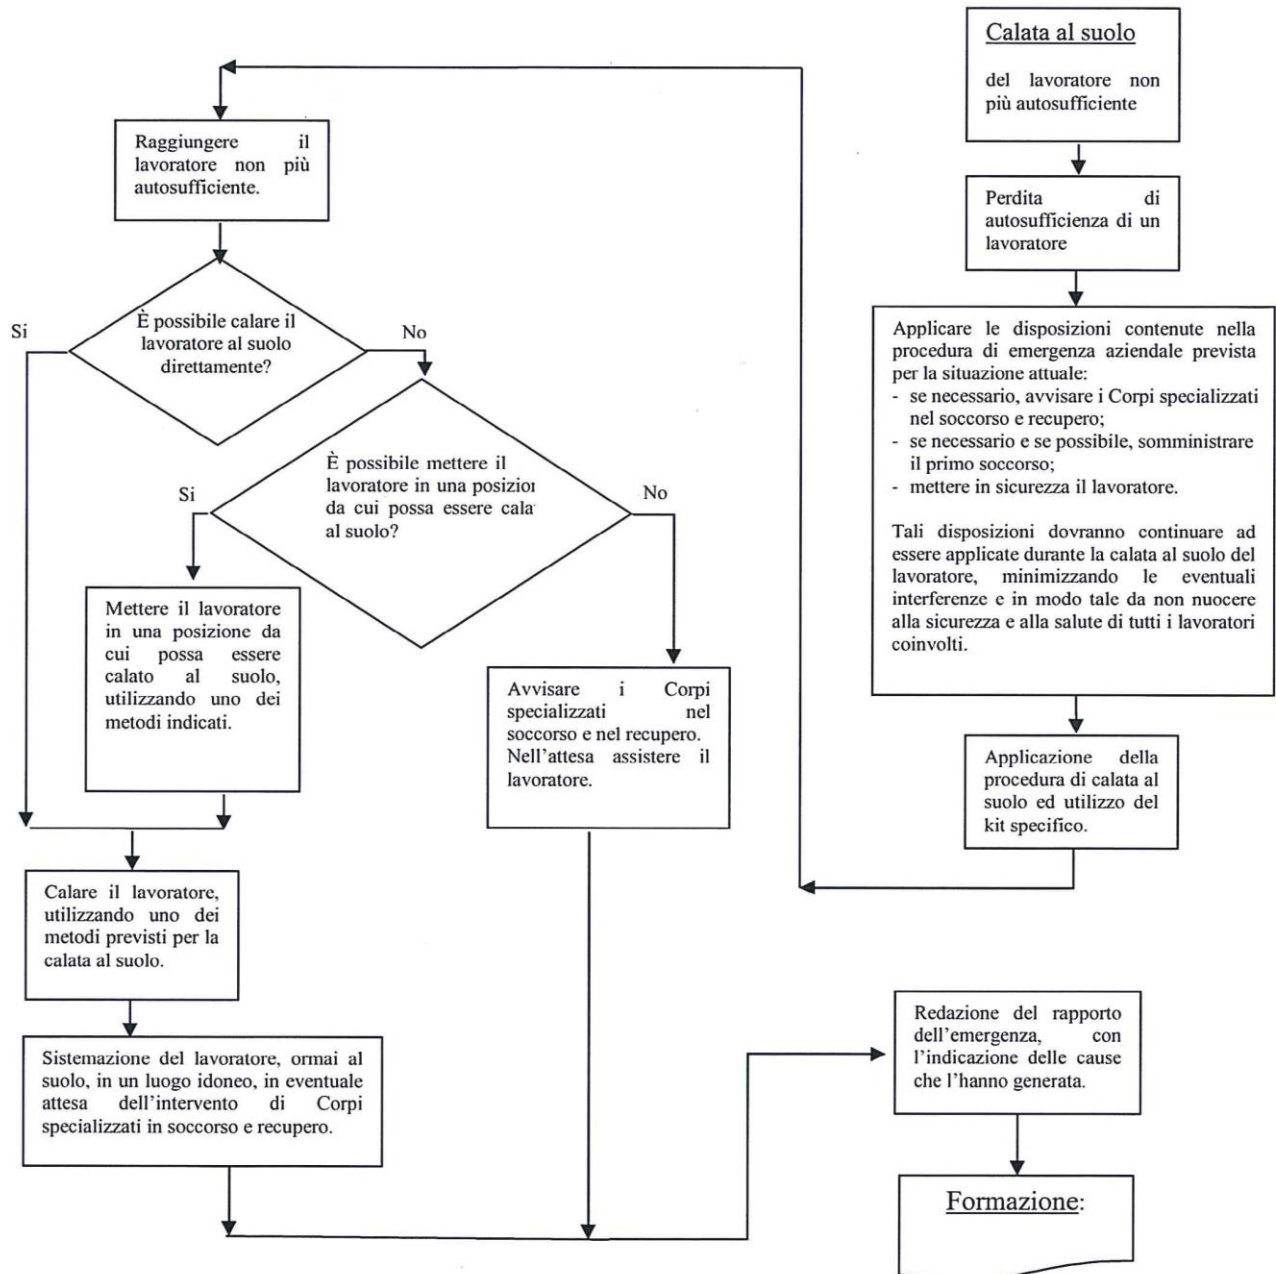 Calata al suolo
del lavoratore non
più autosufficiente
Perdita di
autosufficienza di un
lavoratore
Applicare le disposizioni contenute nella
procedura di emergenza aziendale prevista
per la situazione attuale:
- se necessario, avvisare i Corpi specializzati
nel soccorso e recupero;
- se necessario e se possibile, somministrare
il primo soccorso;
- mettere in sicurezza il lavoratore.
Tali disposizioni dovranno continuare ad
essere applicate durante la calata al suolo del
lavoratore, minimizzando le eventuali
interferenze e in modo tale da non nuocere
alla sicurezza e alla salute di tutti i lavoratori
coinvolti.
Applicazione della
procedura di calata al
suolo ed utilizzo del
kit specifico.
Raggiungere il
lavoratore non più
autosufficiente.
È possibile calare il
lavoratore al suolo
direttamente?
Si
No
È possibile mettere il
lavoratore in una posizion
da cui possa essere cala
al suolo?
Si
No
Mettere il lavoratore
in una posizione da
cui possa essere
calato al suolo,
utilizzando uno dei
metodi indicati.
Avvisare i Corpi
specializzati nel
soccorso e nel recupero.
Nell'attesa assistere il
lavoratore.
Calare il lavoratore,
utilizzando uno dei
metodi previsti per la
calata al suolo.
Sistemazione del lavoratore, ormai al
suolo, in un luogo idoneo, in eventuale
attesa dell'intervento di Corpi
specializzati in soccorso e recupero.
Redazione del rapporto
dell'emergenza, con
l'indicazione delle cause
che l'hanno generata.
Formazione: